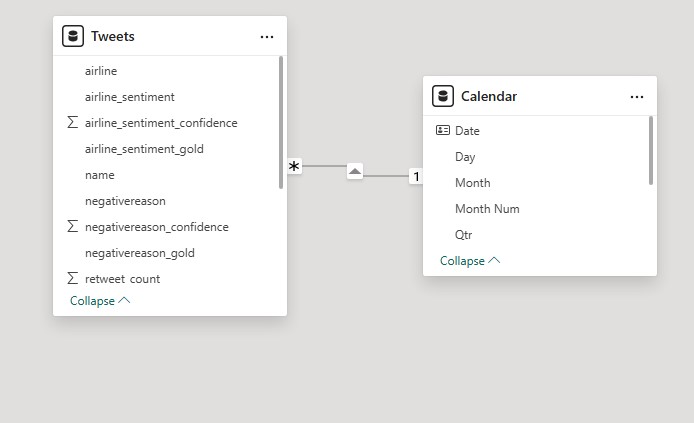 Tweets
airline
airline_sentiment
airline_sentiment_confidence
airline_sentiment_gold
name
negativereason
negativereason_confidence
negativereason_gold
retweet_count
Collapse
* 1
Calendar
Date
Day
Month
Month Num
Qtr
Collapse